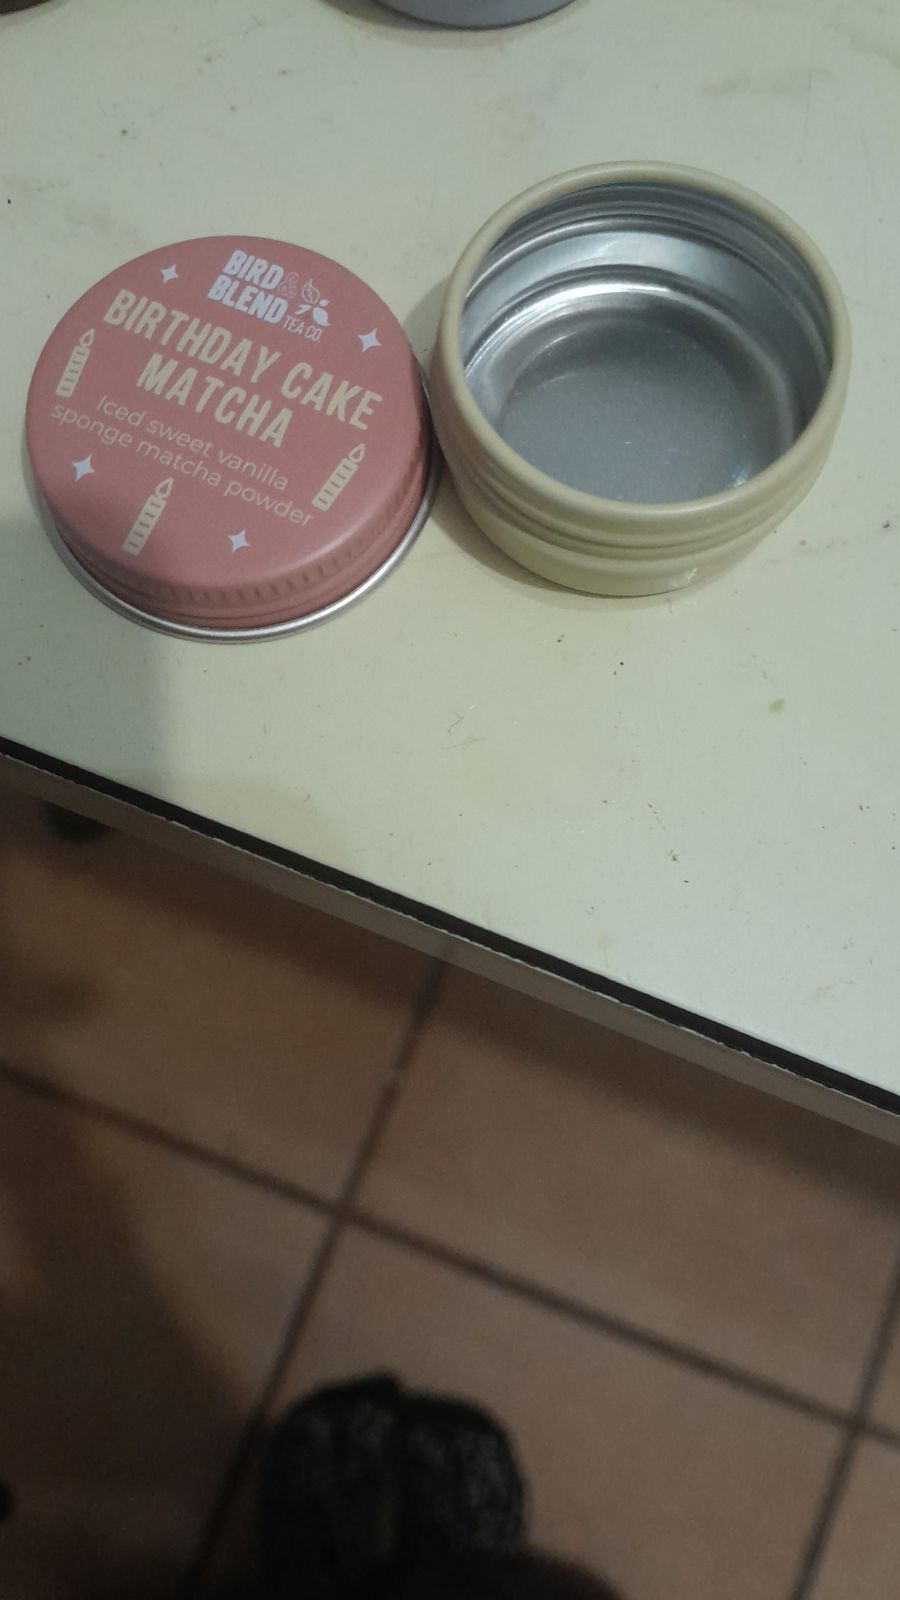 BIRD &
BLEND TEA CO.
BIRTHDAY CAKE
MATCHA
Iced sweet vanilla
sponge matcha powder